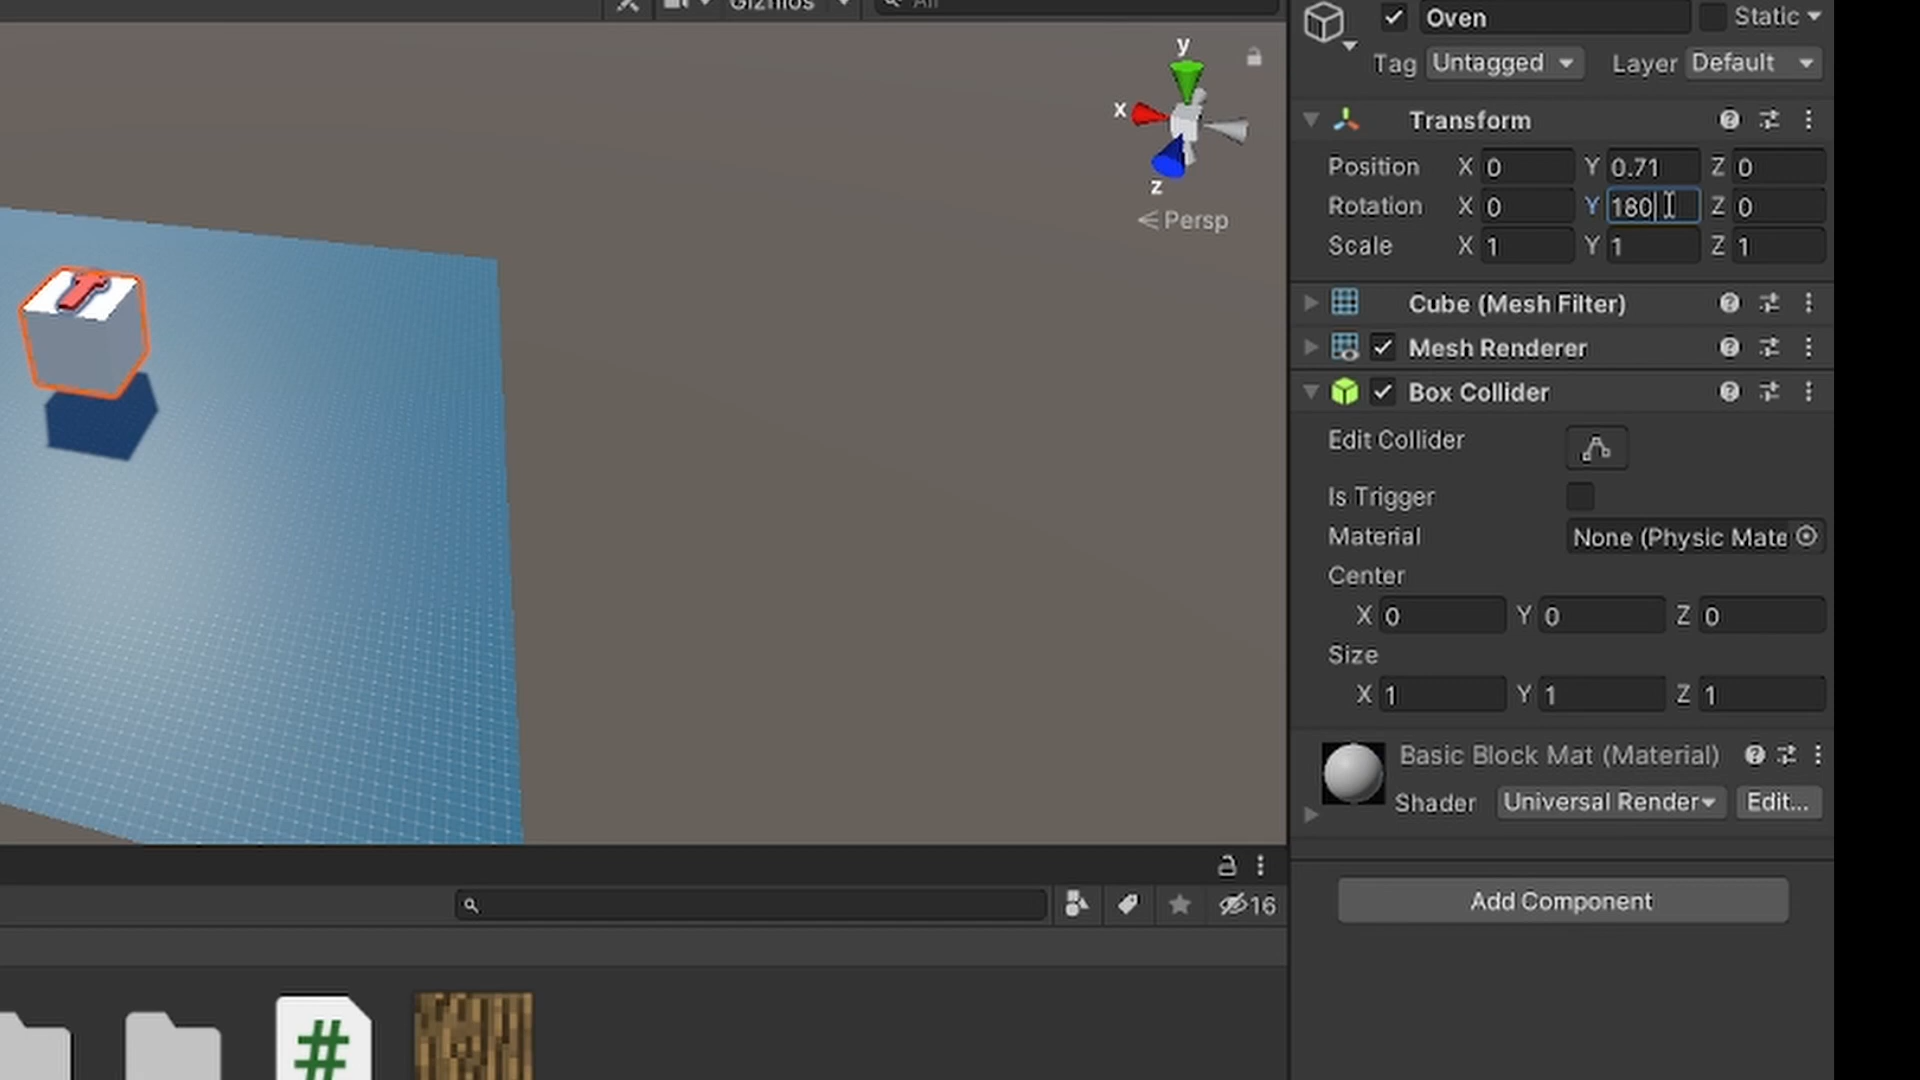 Gizmos
All
Oven
Static
Tag Untagged Layer Default
y
x
z
Persp
Transform
Position X 0 Y 0.71 Z 0
Rotation X 0 Y 180 Z 0
Scale X 1 Y 1 Z 1
Cube (Mesh Filter)
Mesh Renderer
Box Collider
Edit Collider
Is Trigger
Material None (Physic Mate
Center
X 0 Y 0 Z 0
Size
X 1 Y 1 Z 1
Basic Block Mat (Material)
Shader Universal Render Edit...
Add Component
16
#